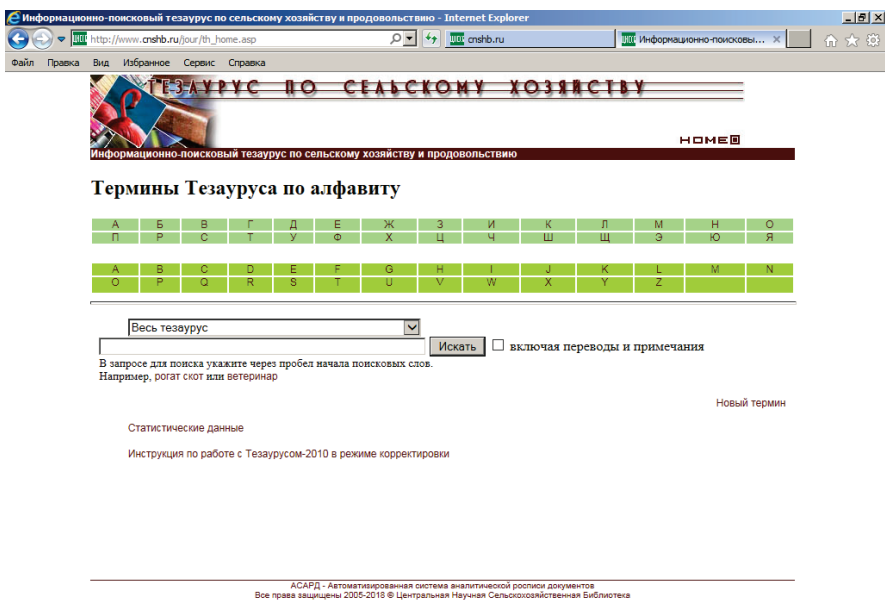 Информационно-поисковый тезаурус по сельскому хозяйству и продовольствию - Internet Explorer
http://www.cnshb.ru/jour/th_home.asp cnshb.ru Информационно-поисковы...
Файл Правка Вид Избранное Сервис Справка
ТЕЗАУРУС ПО СЕЛЬСКОМУ ХОЗЯЙСТВУ
HOME
Информационно-поисковый тезаурус по сельскому хозяйству и продовольствию
Термины Тезауруса по алфавиту
А Б В Г Д Е Ж З И К Л М Н О
П Р С Т У Ф Х Ц Ч Ш Щ Э Ю Я
A B C D E F G H I J K L M N
O P Q R S T U V W X Y Z
Весь тезаурус
Искать включая переводы и примечания
В запросе для поиска укажите через пробел начала поисковых слов.
Например, рогат скот или ветеринар
Новый термин
Статистические данные
Инструкция по работе с Тезаурусом-2010 в режиме корректировки
АСАРД - Автоматизированная система аналитической росписи документов
Все права защищены 2005-2018 © Центральная Научная Сельскохозяйственная Библиотека